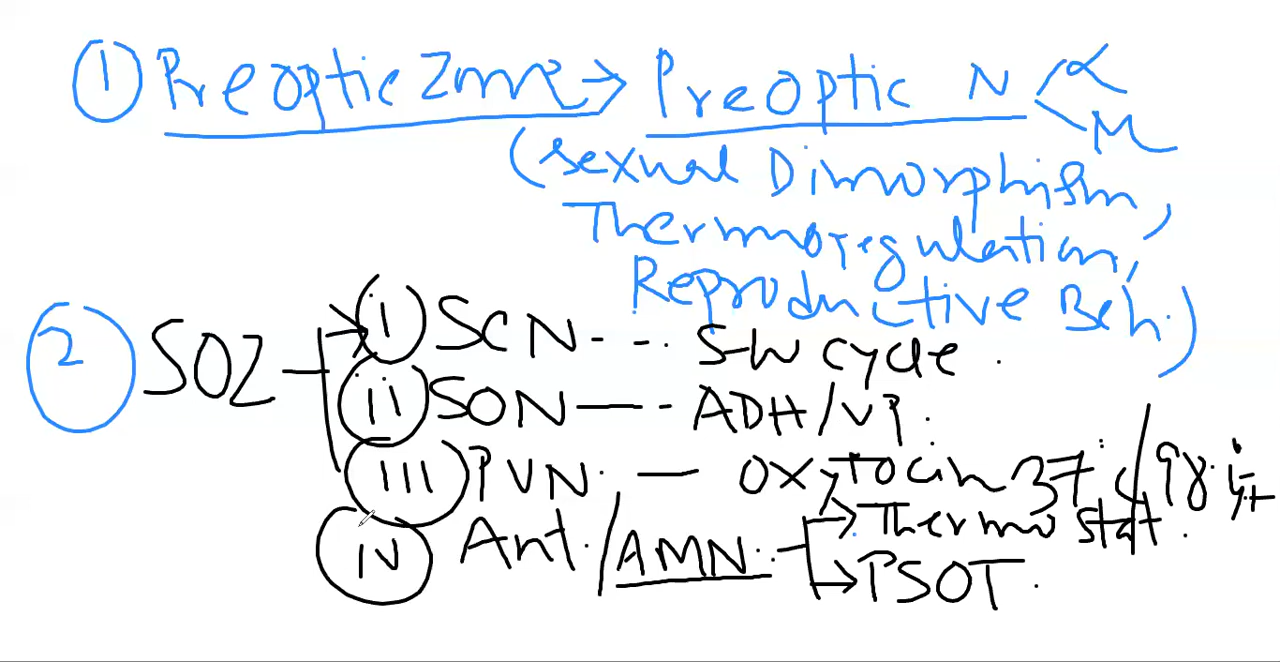 ① Preoptic Zone → Preoptic N < α
M
(Sexual Dimorphism,
Thermoregulation,
Reproductive Beh.)
② SOZ → (i) SCN --- S-W cycle.
(ii) SON --- ADH/VP.
(iii) PVN. — Oxytocin 37°C/98.
(iv) Ant./AMN. → Thermostat.
→ PSOT.